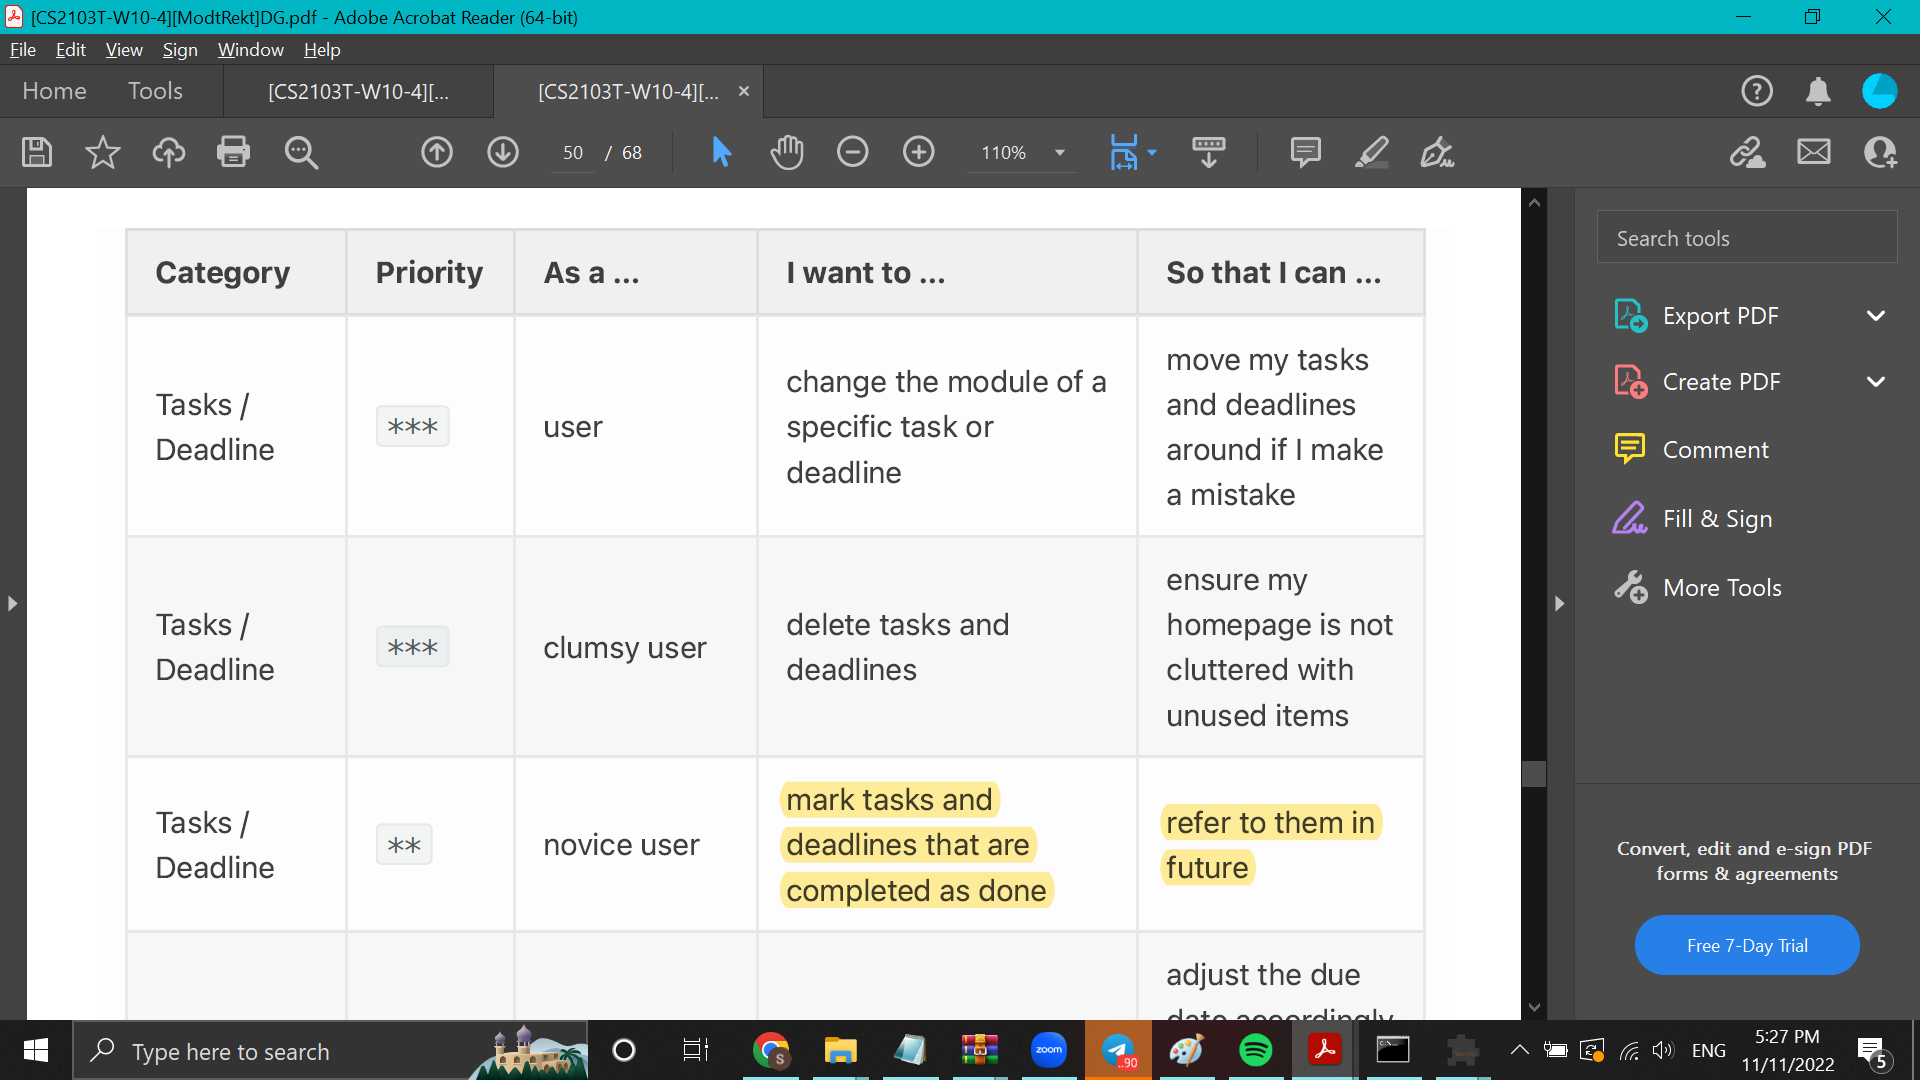 [CS2103T-W10-4][ModtRekt]DG.pdf - Adobe Acrobat Reader (64-bit)
File Edit View Sign Window Help
Home Tools [CS2103T-W10-4][... [CS2103T-W10-4][... ×
50 / 68 110%
Category Priority As a ... I want to ... So that I can ...
Tasks /
Deadline
***
user
change the module of a
specific task or
deadline
move my tasks
and deadlines
around if I make
a mistake
Tasks /
Deadline
***
clumsy user
delete tasks and
deadlines
ensure my
homepage is not
cluttered with
unused items
Tasks /
Deadline
**
novice user
mark tasks and
deadlines that are
completed as done
refer to them in
future
adjust the due
date accordingly
Search tools
Export PDF
Create PDF
Comment
Fill & Sign
More Tools
Convert, edit and e-sign PDF
forms & agreements
Free 7-Day Trial
Type here to search
S
zoom
..90
ENG
5:27 PM
11/11/2022
5